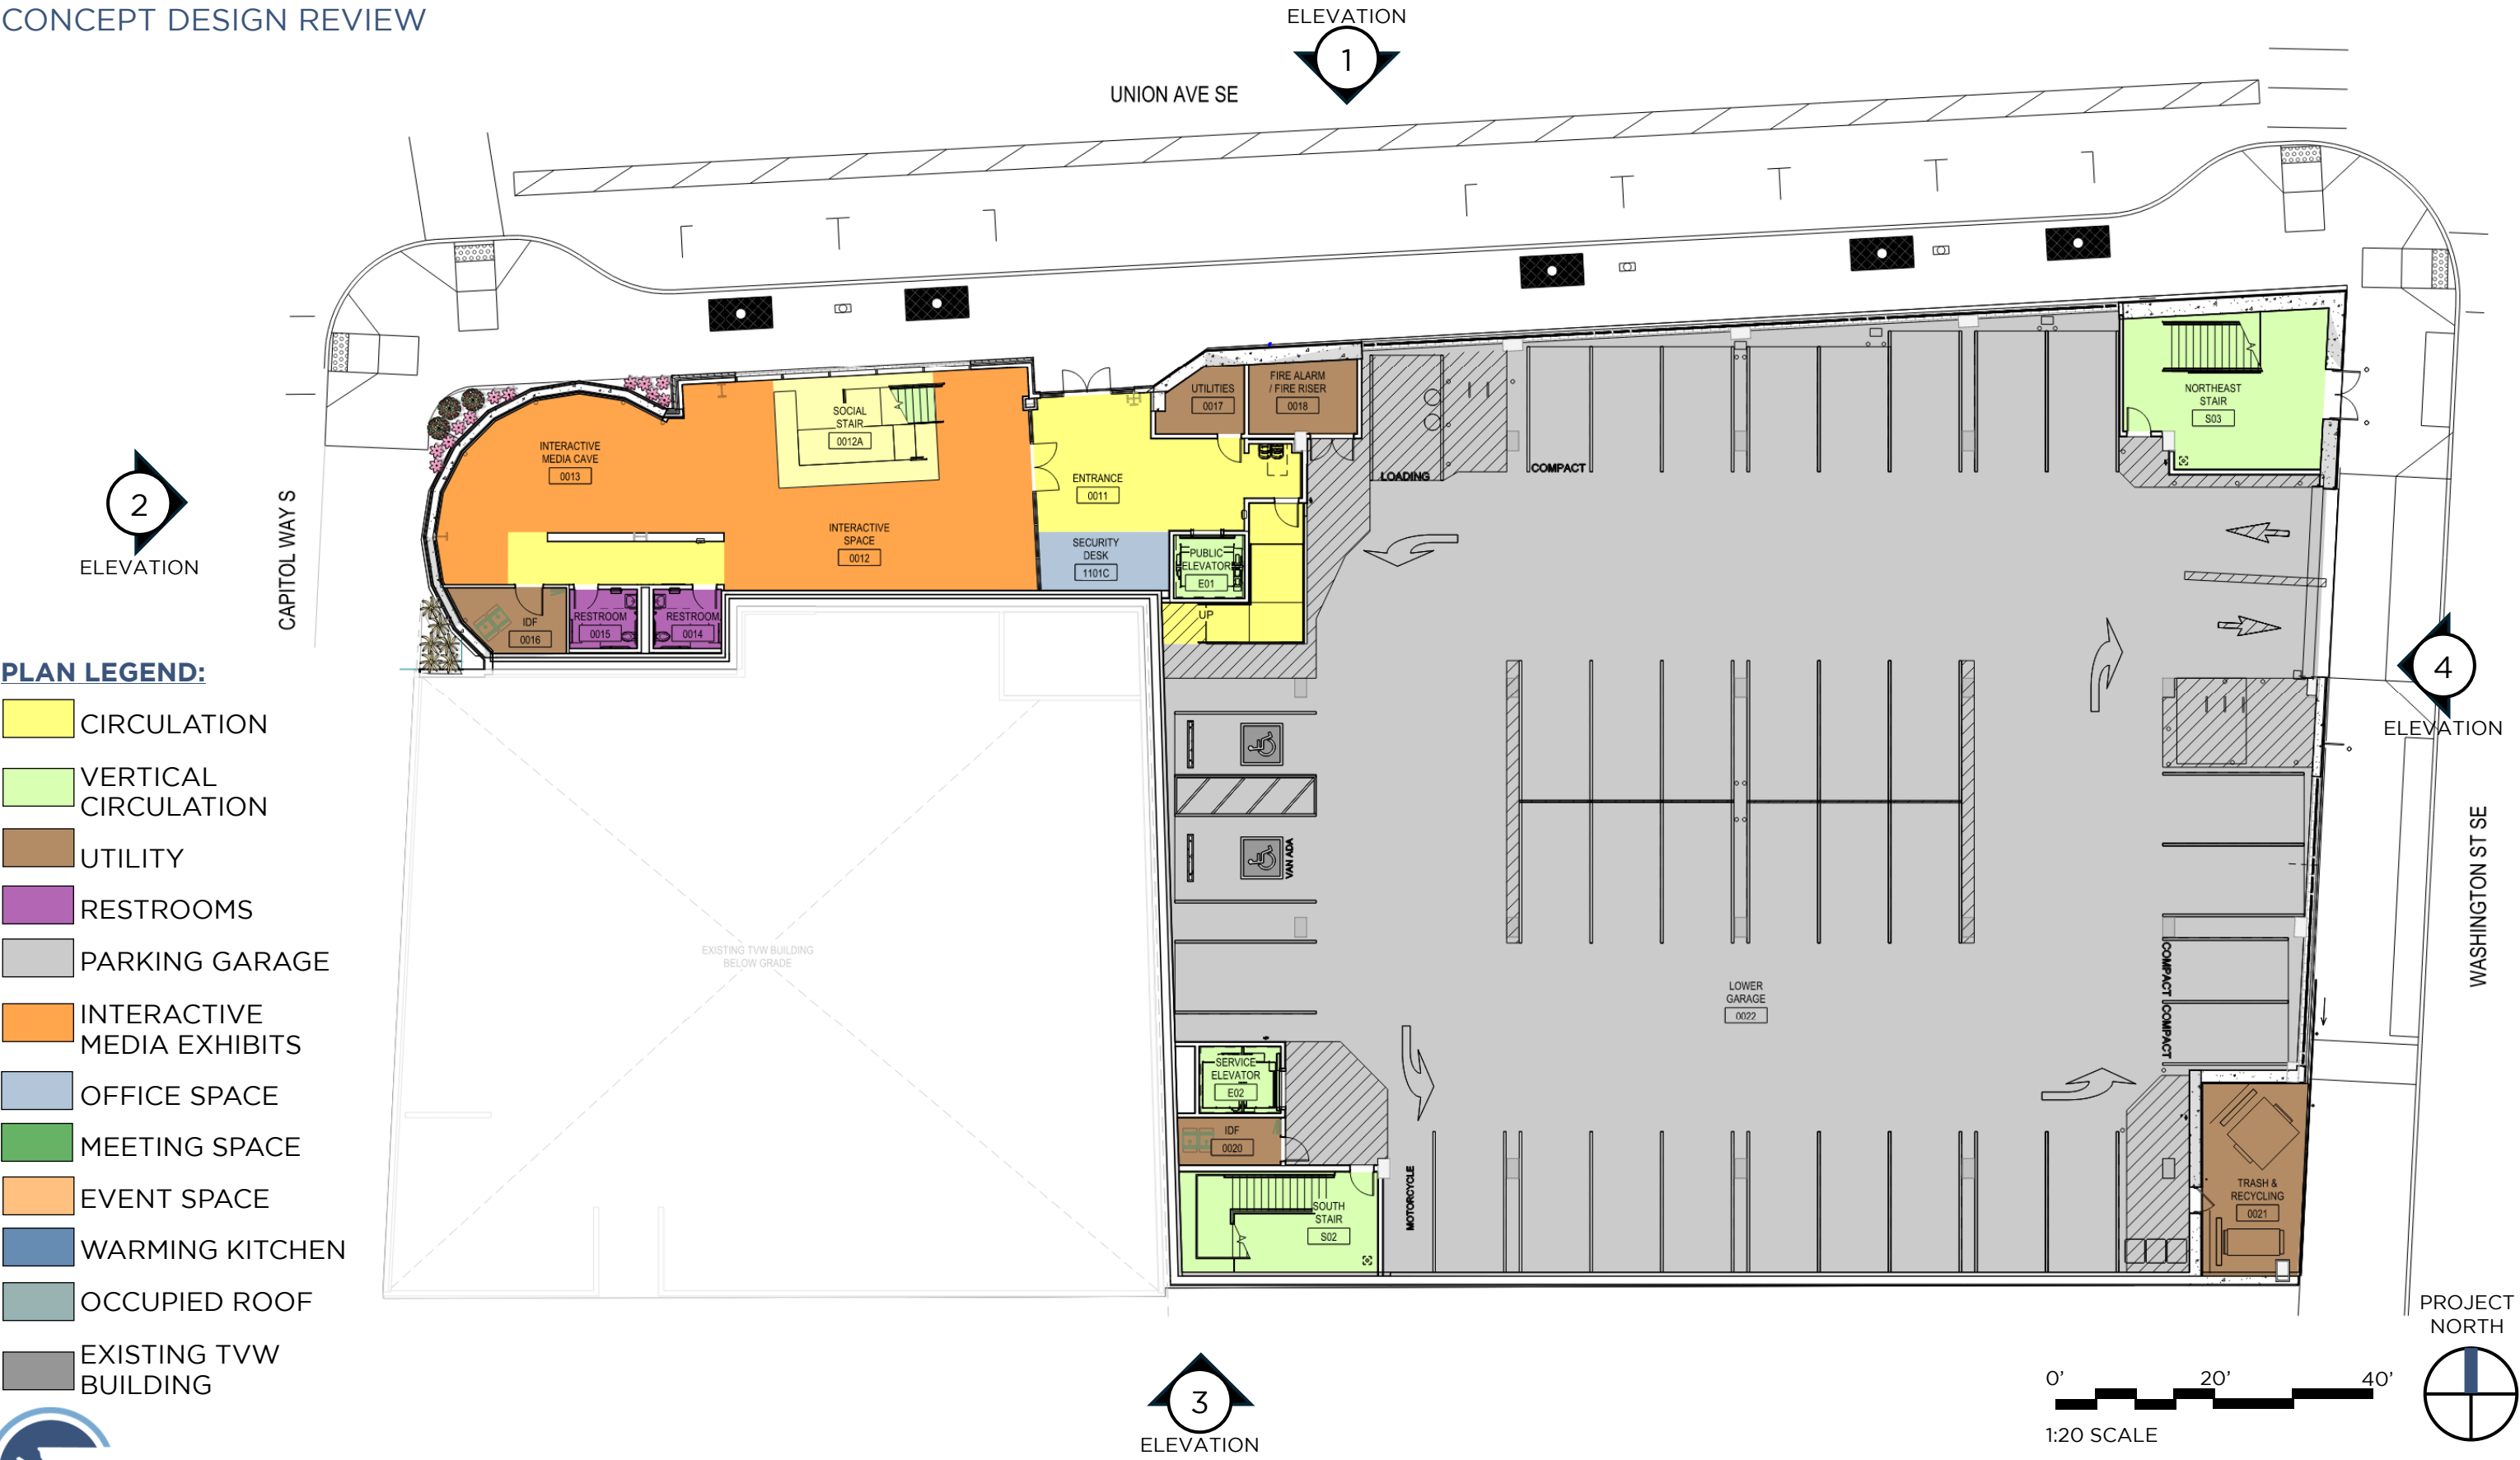 CONCEPT DESIGN REVIEW
ELEVATION
1
UNION AVE SE
2
ELEVATION
CAPITOL WAY S
INTERACTIVE
MEDIA CAVE
0013
SOCIAL
STAIR
0012A
INTERACTIVE
SPACE
0012
ENTRANCE
0011
UTILITIES
0017
FIRE ALARM
/ FIRE RISER
0018
SECURITY
DESK
1101C
PUBLIC
ELEVATOR
E01
UP
IDF
0016
RESTROOM
0015
RESTROOM
0014
LOADING
COMPACT
NORTHEAST
STAIR
S03
4
ELEVATION
WASHINGTON ST SE
VAN ADA
EXISTING TVW BUILDING
BELOW GRADE
LOWER
GARAGE
0022
COMPACT
COMPACT
SERVICE
ELEVATOR
E02
IDF
0020
SOUTH
STAIR
S02
MOTORCYCLE
TRASH &
RECYCLING
0021
PLAN LEGEND:
CIRCULATION
VERTICAL
CIRCULATION
UTILITY
RESTROOMS
PARKING GARAGE
INTERACTIVE
MEDIA EXHIBITS
OFFICE SPACE
MEETING SPACE
EVENT SPACE
WARMING KITCHEN
OCCUPIED ROOF
EXISTING TVW
BUILDING
3
ELEVATION
0'
20'
40'
1:20 SCALE
PROJECT
NORTH